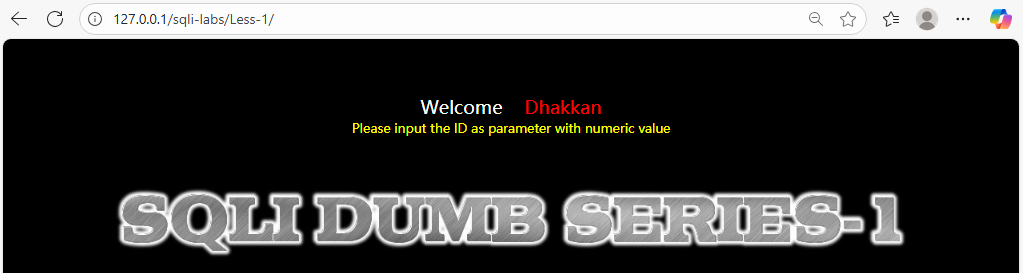 127.0.0.1/sqli-labs/Less-1/
Welcome Dhakkan
Please input the ID as parameter with numeric value
SQLI DUMB SERIES-1